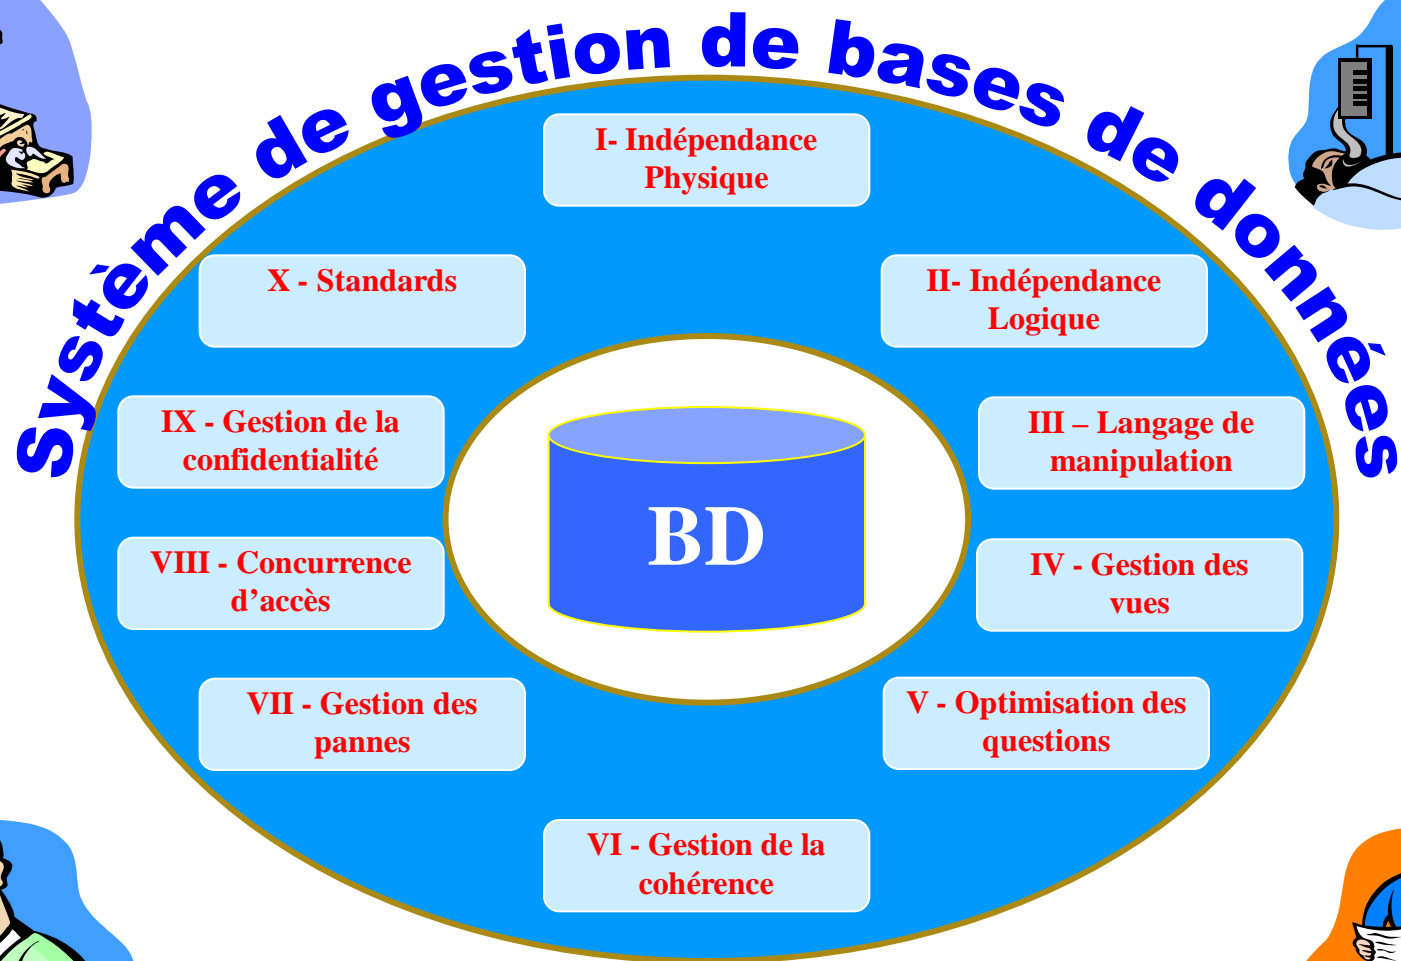 Système de gestion de bases de données
I- Indépendance
Physique
X - Standards
II- Indépendance
Logique
IX - Gestion de la
confidentialité
III – Langage de
manipulation
BD
VIII - Concurrence
d’accès
IV - Gestion des
vues
VII - Gestion des
pannes
V - Optimisation des
questions
VI - Gestion de la
cohérence